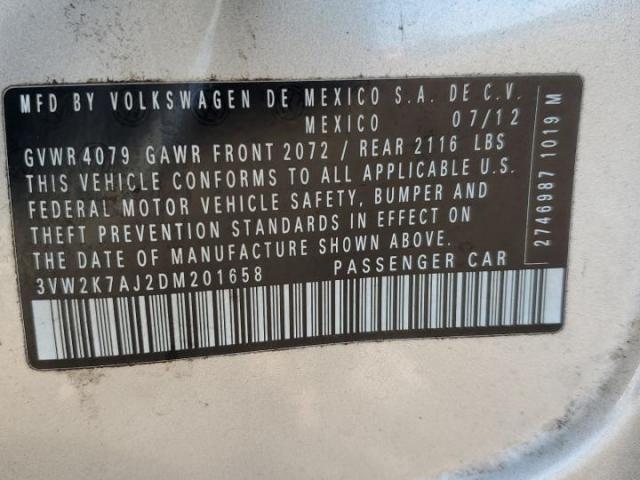 MFD BY VOLKSWAGEN DE MEXICO S.A. DE C.V.
MEXICO 07/12
GVWR 4079 GAWR FRONT 2072 / REAR 2116 LBS
THIS VEHICLE CONFORMS TO ALL APPLICABLE U.S.
FEDERAL MOTOR VEHICLE SAFETY, BUMPER AND
THEFT PREVENTION STANDARDS IN EFFECT ON
THE DATE OF MANUFACTURE SHOWN ABOVE.
3VW2K7AJ2DM201658 PASSENGER CAR
2746987 1019 M